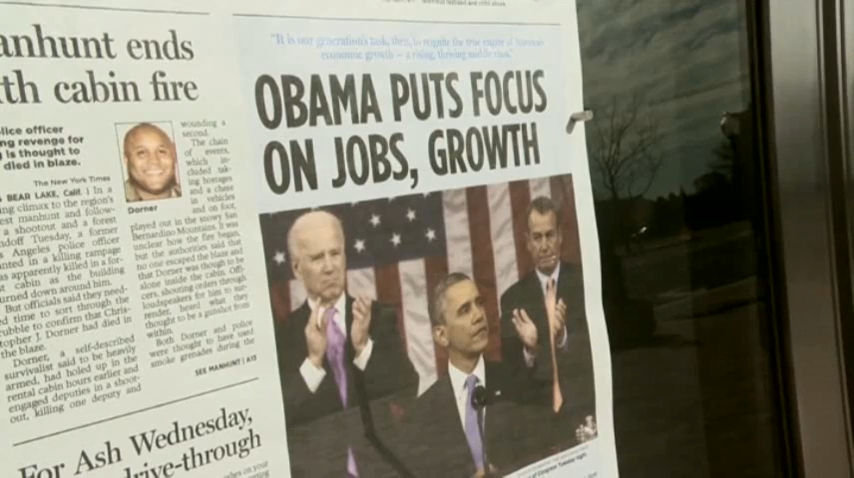 anhunt ends
th cabin fire
lice officer
ng revenge for
is thought to
died in blaze.
The New York Times
BEAR LAKE, Calif. | In a
ing climax to the region's
est manhunt and follow-
a shootout and a forest
ndoff Tuesday, a former
Angeles police officer
nted in a killing rampage
as apparently killed in a for-
t cabin as the building
urned down around him.
But officials said they need-
ed time to sort through the
ubble to confirm that Chris-
topher J. Dorner had died in
the blaze.
Dorner, a self-described
survivalist said to be heavily
armed, had holed up in the
rental cabin hours earlier and
engaged deputies in a shoot-
out, killing one deputy and
Dorner
wounding a
second.
The chain
of events,
which in-
cluded tak-
ing hostages
and a chase
in vehicles
and on foot,
played out in the snowy San
Bernardino Mountains. It was
unclear how the fire began,
but the authorities said that
no one escaped the blaze and
that Dorner was though to be
alone inside the cabin. Offi-
cers, shouting orders through
loudspeakers for him to sur-
render, heard what they
thought to be a gunshot from
within.
Both Dorner and police
were thought to have used
smoke grenades during the
SEE MANHUNT | A13
For Ash Wednesday,
drive-through
"It is our generation's task, then, to reignite the true engine of America's
economic growth — a rising, thriving middle class."
OBAMA PUTS FOCUS
ON JOBS, GROWTH
of Congress Tuesday night.